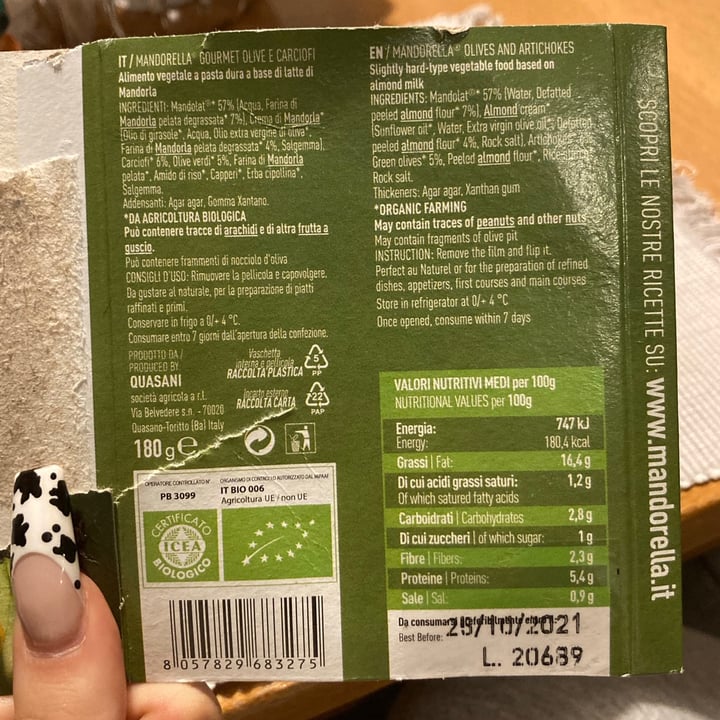 IT / MANDORELLA® GOURMET OLIVE E CARCIOFI
Alimento vegetale a pasta dura a base di latte di
Mandorla
INGREDIENTI: Mandolat®* 57% (Acqua, Farina di
Mandorla pelata degrassata* 7%), Crema di Mandorla*
(Olio di girasole*, Acqua, Olio extra vergine di oliva*,
Farina di Mandorla pelata degrassata* 4%, Salgemma),
Carciofi* 6%, Olive verdi* 5%, Farina di Mandorla
pelata*, Amido di riso*, Capperi*, Erba cipollina*,
Salgemma.
Addensanti: Agar agar, Gomma Xantano.
*DA AGRICOLTURA BIOLOGICA
Può contenere tracce di arachidi e di altra frutta a
guscio.
Può contenere frammenti di nocciolo d'oliva
CONSIGLI D'USO: Rimuovere la pellicola e capovolgere.
Da gustare al naturale, per la preparazione di piatti
raffinati e primi.
Conservare in frigo a 0/+ 4 °C
Consumare entro 7 giorni dall'apertura della confezione.
PRODOTTO DA /
PRODUCED BY
QUASANI
società agricola a r.l.
Via Belvedere s.n. - 70020
Quasano-Toritto (Ba) Italy
180 g e
Vaschetta
interna e pellicola
RACCOLTA PLASTICA
5
PP
Incarto esterno
RACCOLTA CARTA
22
PAP
OPERATORE CONTROLLATO N°
PB 3099
ORGANISMO DI CONTROLLO AUTORIZZATO DAL MIPAAF
IT BIO 006
Agricoltura UE / non UE
CERTIFICATO
ICEA
BIOLOGICO
8 057829 683275
EN / MANDORELLA® OLIVES AND ARTICHOKES
Slightly hard-type vegetable food based on
almond milk
INGREDIENTS: Mandolat®* 57% (Water, Defatted
peeled almond flour* 7%), Almond cream*
(Sunflower oil*, Water, Extra virgin olive oil*, Defatted
peeled almond flour* 4%, Rock salt), Artichokes
Green olives* 5%, Peeled almond flour*,
Rock salt.
Thickeners: Agar agar, Xanthan gum
*ORGANIC FARMING
May contain traces of peanuts and other nuts
May contain fragments of olive pit
INSTRUCTION: Remove the film and flip it.
Perfect au Naturel or for the preparation of refined
dishes, appetizers, first courses and main courses
Store in refrigerator at 0/+ 4 °C
Once opened, consume within 7 days
VALORI NUTRITIVI MEDI per 100g
NUTRITIONAL VALUES per 100g
Energia: 747 kJ
Energy: 180,4 kcal
Grassi | Fat: 16,4 g
Di cui acidi grassi saturi: 1,2 g
Of which satured fatty acids
Carboidrati | Carbohydrates 2,8 g
Di cui zuccheri | of which sugar: 1 g
Fibre | Fibers: 2,3 g
Proteine | Proteins: 5,4 g
Sale | Sal: 0,9 g
Da consumarsi preferibilmente entro
Best Before: 25/10/2021
L. 20689
SCOPRI LE NOSTRE RICETTE SU: www.mandorella.it